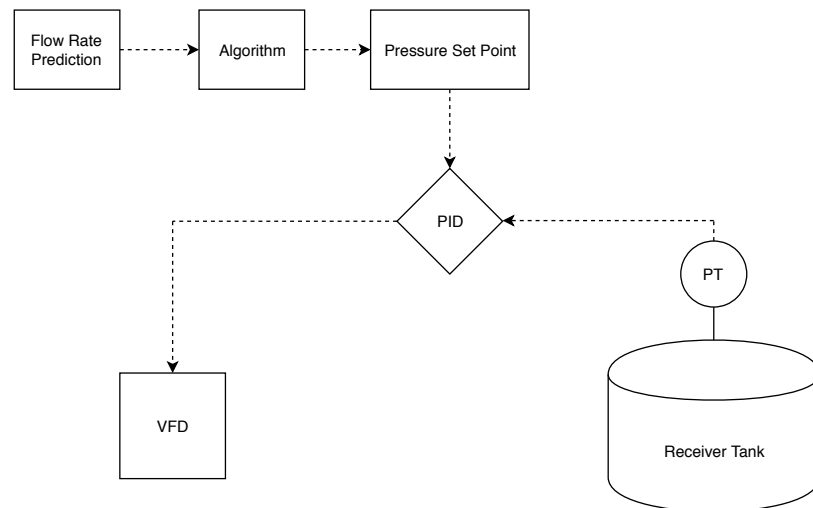 Flow Rate
Prediction
Algorithm
Pressure Set Point
PID
PT
VFD
Receiver Tank